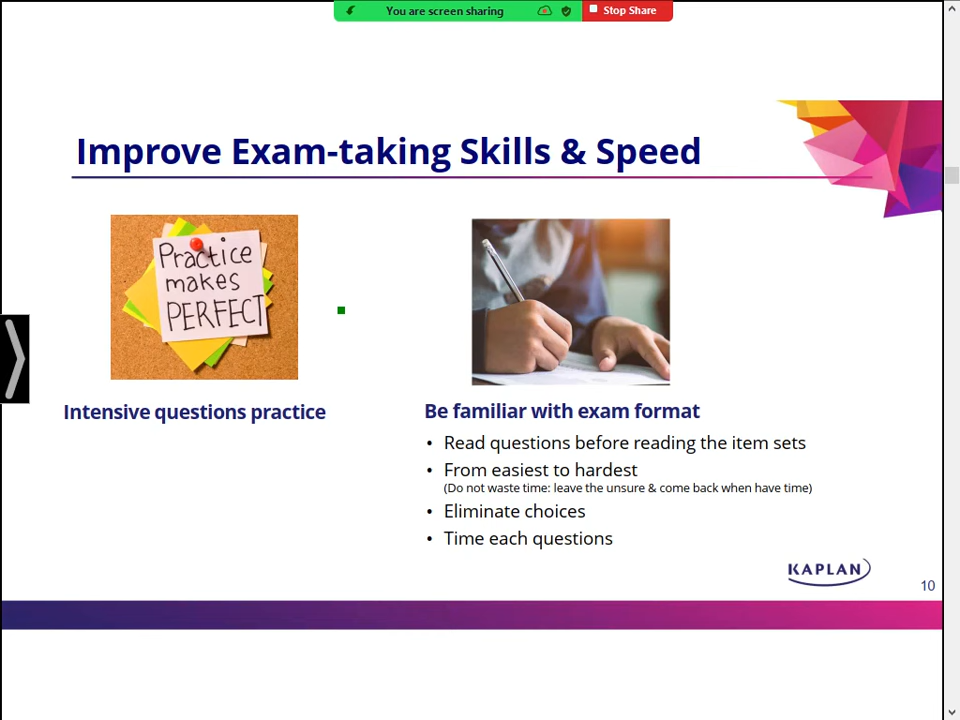 You are screen sharing
Stop Share
Improve Exam-taking Skills & Speed
Practice
makes
PERFECT
Intensive questions practice
Be familiar with exam format
• Read questions before reading the item sets
• From easiest to hardest
(Do not waste time: leave the unsure & come back when have time)
• Eliminate choices
• Time each questions
KAPLAN
10